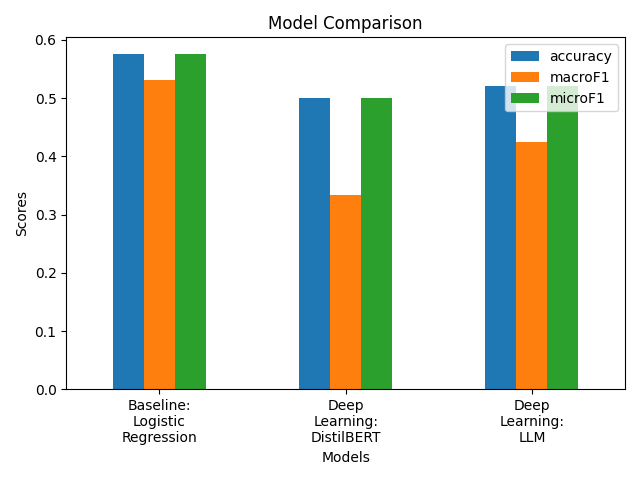 Model Comparison
accuracy
macroF1
microF1
Scores
0.6
0.5
0.4
0.3
0.2
0.1
0.0
Baseline:
Logistic
Regression
Deep
Learning:
DistilBERT
Deep
Learning:
LLM
Models